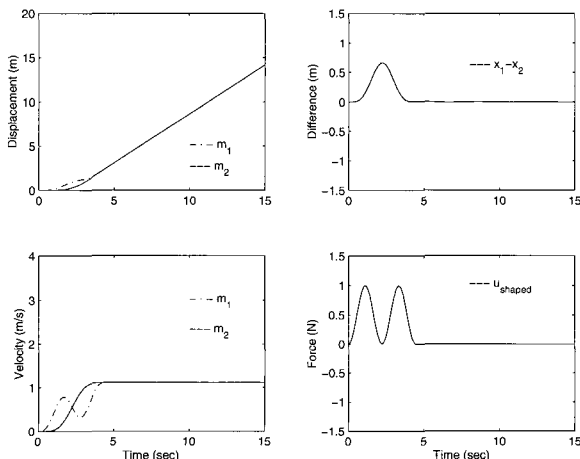 20
15
10
5
0
Displacement (m)
m1
m2
0 5 10 15
1.5
1
0.5
0
−0.5
−1
−1.5
Difference (m)
x1−x2
0 5 10 15
4
3
2
1
0
Velocity (m/s)
m1
m2
0 5 10 15
Time (sec)
1.5
1
0.5
0
−0.5
−1
−1.5
Force (N)
ushaped
0 5 10 15
Time (sec)